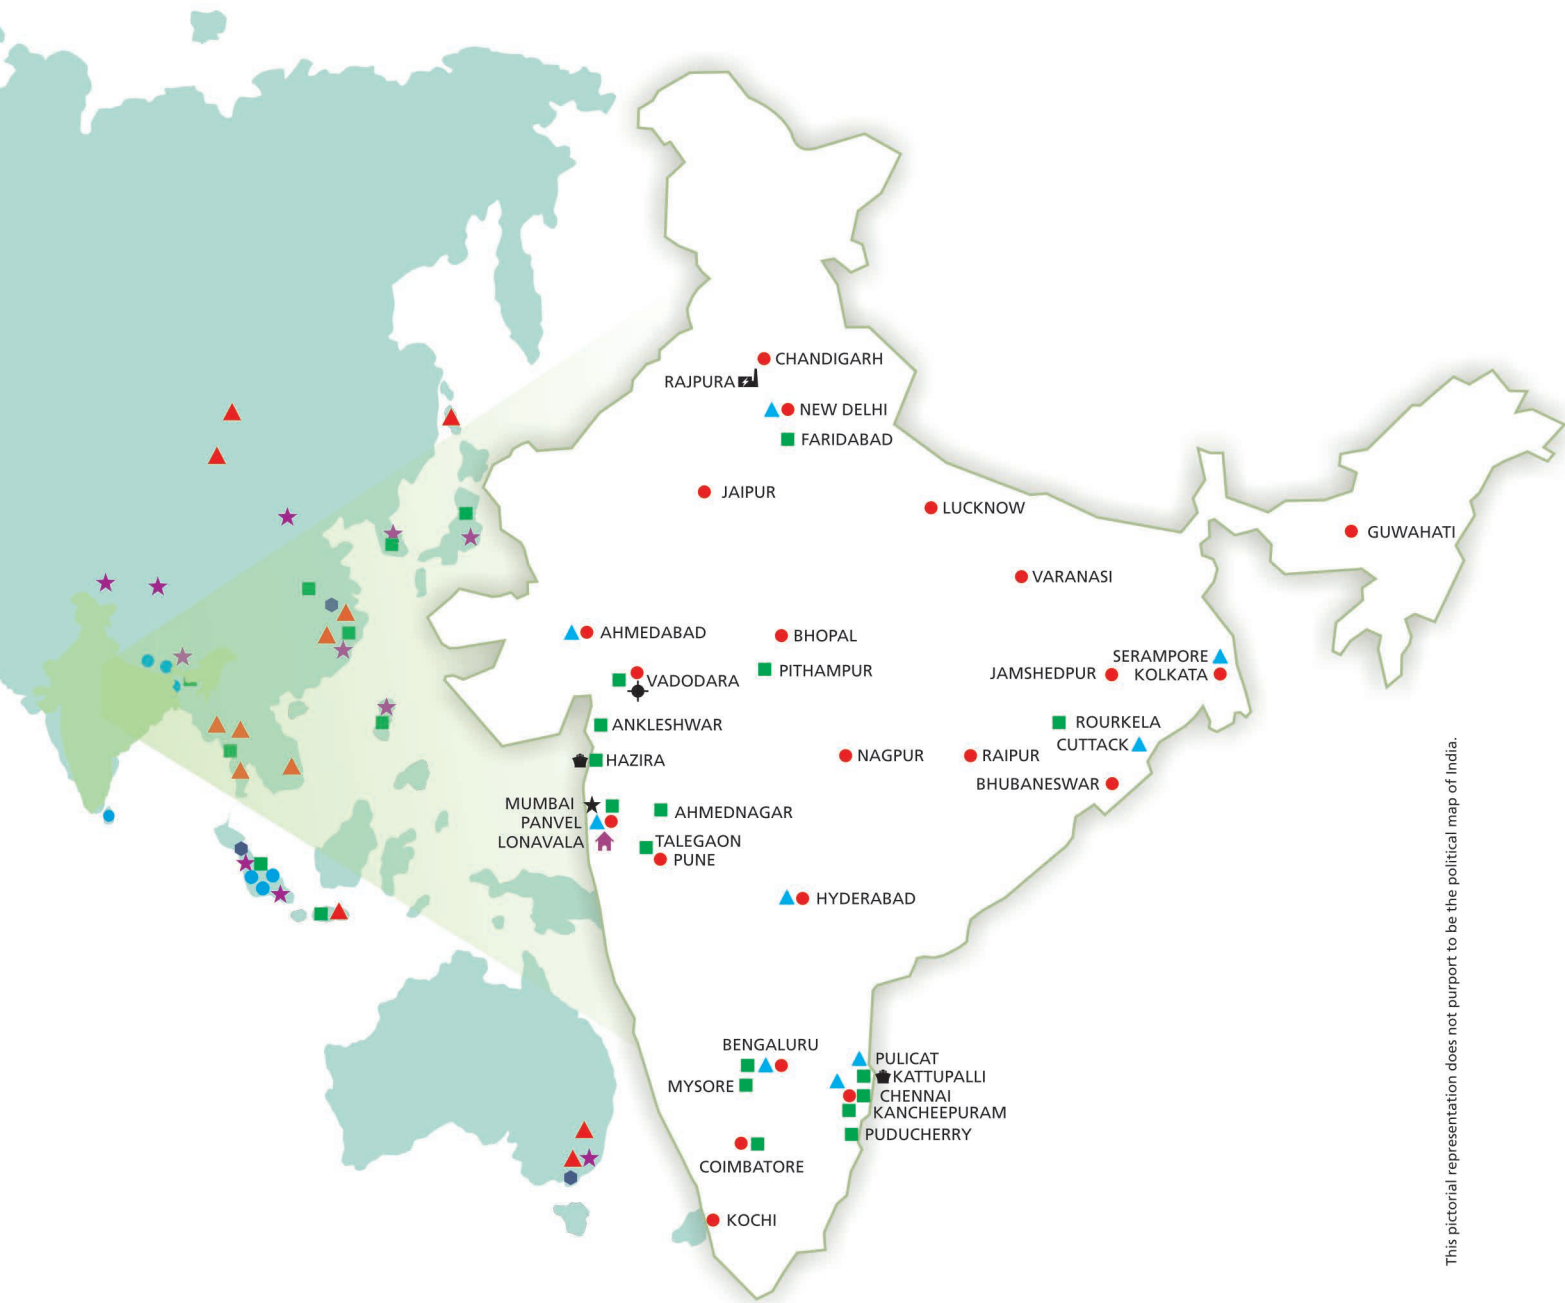 CHANDIGARH
RAJPURA
NEW DELHI
FARIDABAD
JAIPUR
LUCKNOW
GUWAHATI
VARANASI
AHMEDABAD
BHOPAL
SERAMPORE
PITHAMPUR
JAMSHEDPUR
KOLKATA
VADODARA
ROURKELA
ANKLESHWAR
CUTTACK
NAGPUR
RAIPUR
HAZIRA
BHUBANESWAR
MUMBAI
AHMEDNAGAR
PANVEL
LONAVALA
TALEGAON
PUNE
HYDERABAD
BENGALURU
PULICAT
KATTUPALLI
MYSORE
CHENNAI
KANCHEEPURAM
PUDUCHERRY
COIMBATORE
KOCHI
This pictorial representation does not purport to be the political map of India.